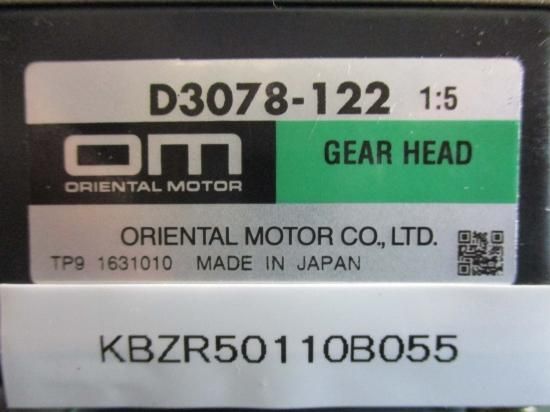 D3078-122 1:5
OM GEAR HEAD
ORIENTAL MOTOR
ORIENTAL MOTOR CO., LTD.
TP9 1631010 MADE IN JAPAN
KBZR50110B055